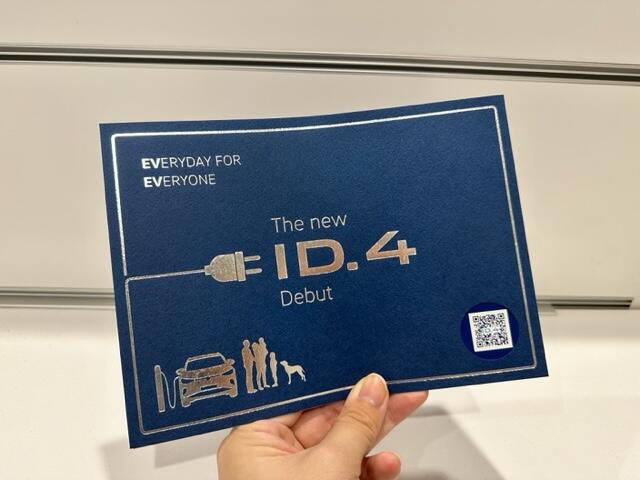 EVERYDAY FOR
EVERYONE
The new
ID.4
Debut